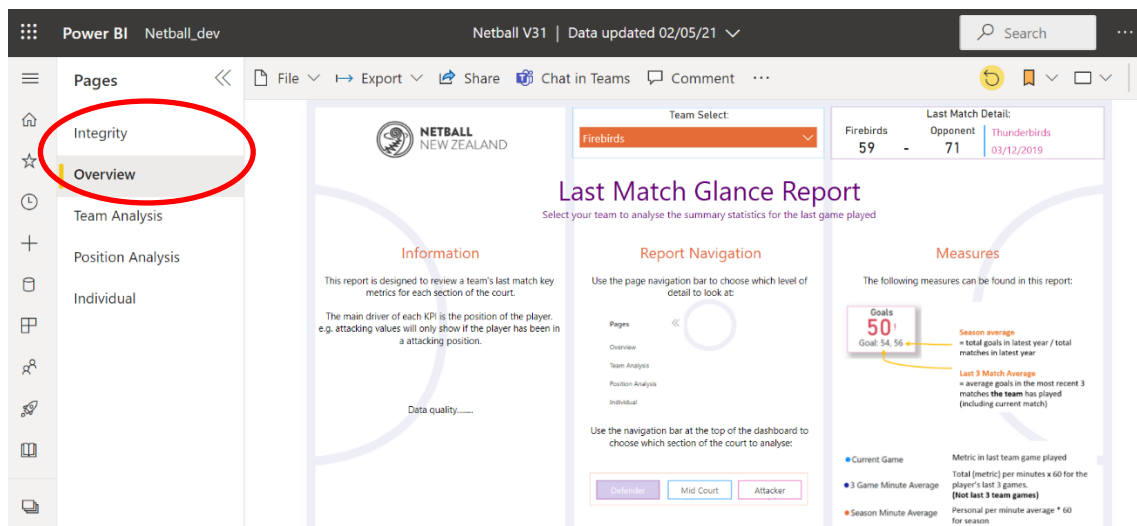 Power BI Netball_dev
Netball V31 | Data updated 02/05/21
Search
Pages
File
Export
Share
Chat in Teams
Comment
Integrity
Overview
Team Analysis
Position Analysis
Individual
NETBALL
NEW ZEALAND
Team Select:
Firebirds
Last Match Detail:
Firebirds Opponent Thunderbirds
59 - 71 03/12/2019
Last Match Glance Report
Select your team to analyse the summary statistics for the last game played
Information
This report is designed to review a team's last match key
metrics for each section of the court.
The main driver of each KPI is the position of the player.
e.g. attacking values will only show if the player has been in
a attacking position.
Data quality.......
Report Navigation
Use the page navigation bar to choose which level of
detail to look at:
Pages
Overview
Team Analysis
Position Analysis
Individual
Use the navigation bar at the top of the dashboard to
choose which section of the court to analyse:
Defender Mid Court Attacker
Measures
The following measures can be found in this report:
Goals
50!
Goal: 54, 56
Season average
= total goals in latest year / total
matches in latest year
Last 3 Match Average
= average goals in the most recent 3
matches the team has played
(including current match)
Current Game Metric in last team game played
3 Game Minute Average Total (metric) per minutes x 60 for the
player's last 3 games.
(Not last 3 team games)
Season Minute Average Personal per minute average * 60
for season